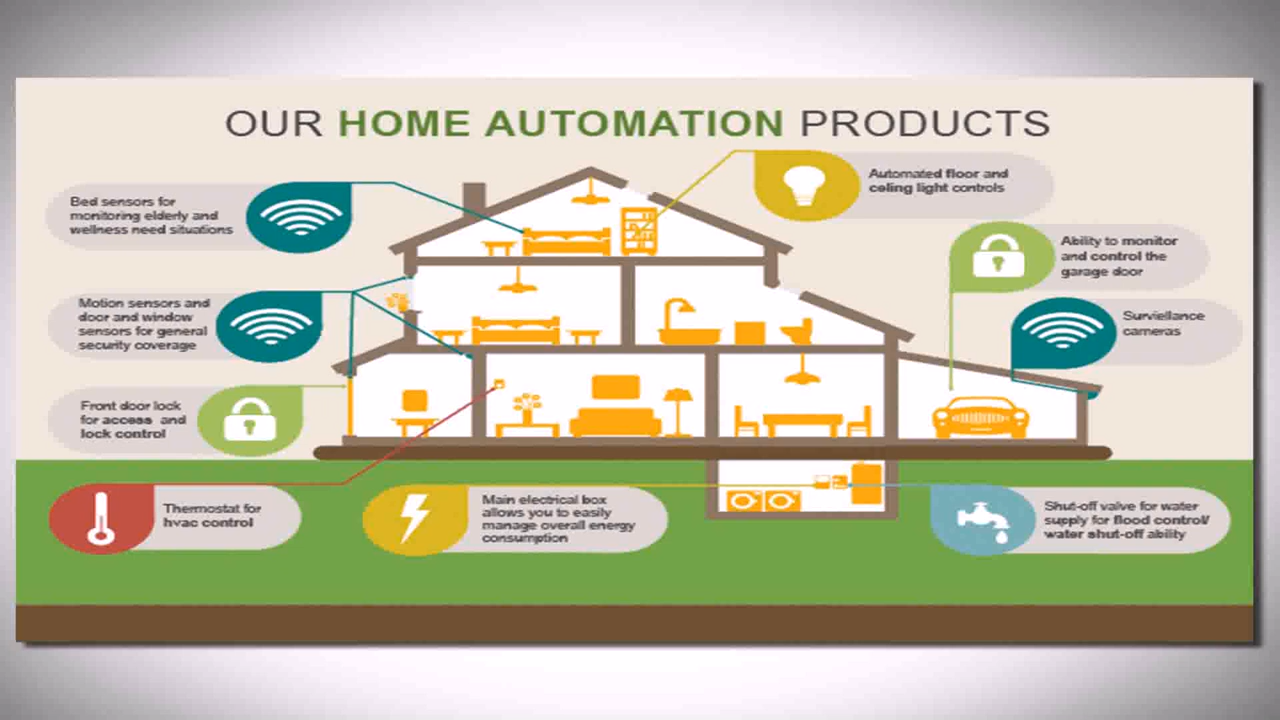 OUR HOME AUTOMATION PRODUCTS
Bed sensors for
monitoring elderly and
wellness need situations
Automated floor and
celing light controls
Ability to monitor
and control the
garage door
Motion sensors and
door and window
sensors for general
security coverage
Surviellance
cameras
Front door lock
for access and
lock control
Thermostat for
hvac control
Main electrical box
allows you to easily
manage overall energy
consumption
Shut-off valve for water
supply for flood control/
water shut-off ability